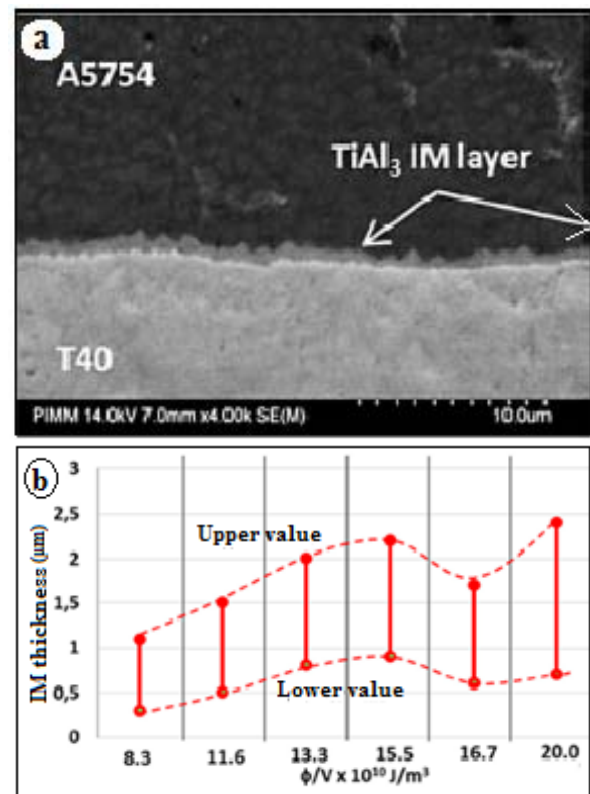 a
A5754
TiAl₃ IM layer
T40
PIMM 14.0kV 7.0mm x4.00k SE(M) 10.0um
b
IM thickness (µm)
3
2,5
2
1,5
1
0,5
0
Upper value
Lower value
8.3 11.6 13.3 15.5 16.7 20.0
ϕ/V x 10¹⁰ J/m³